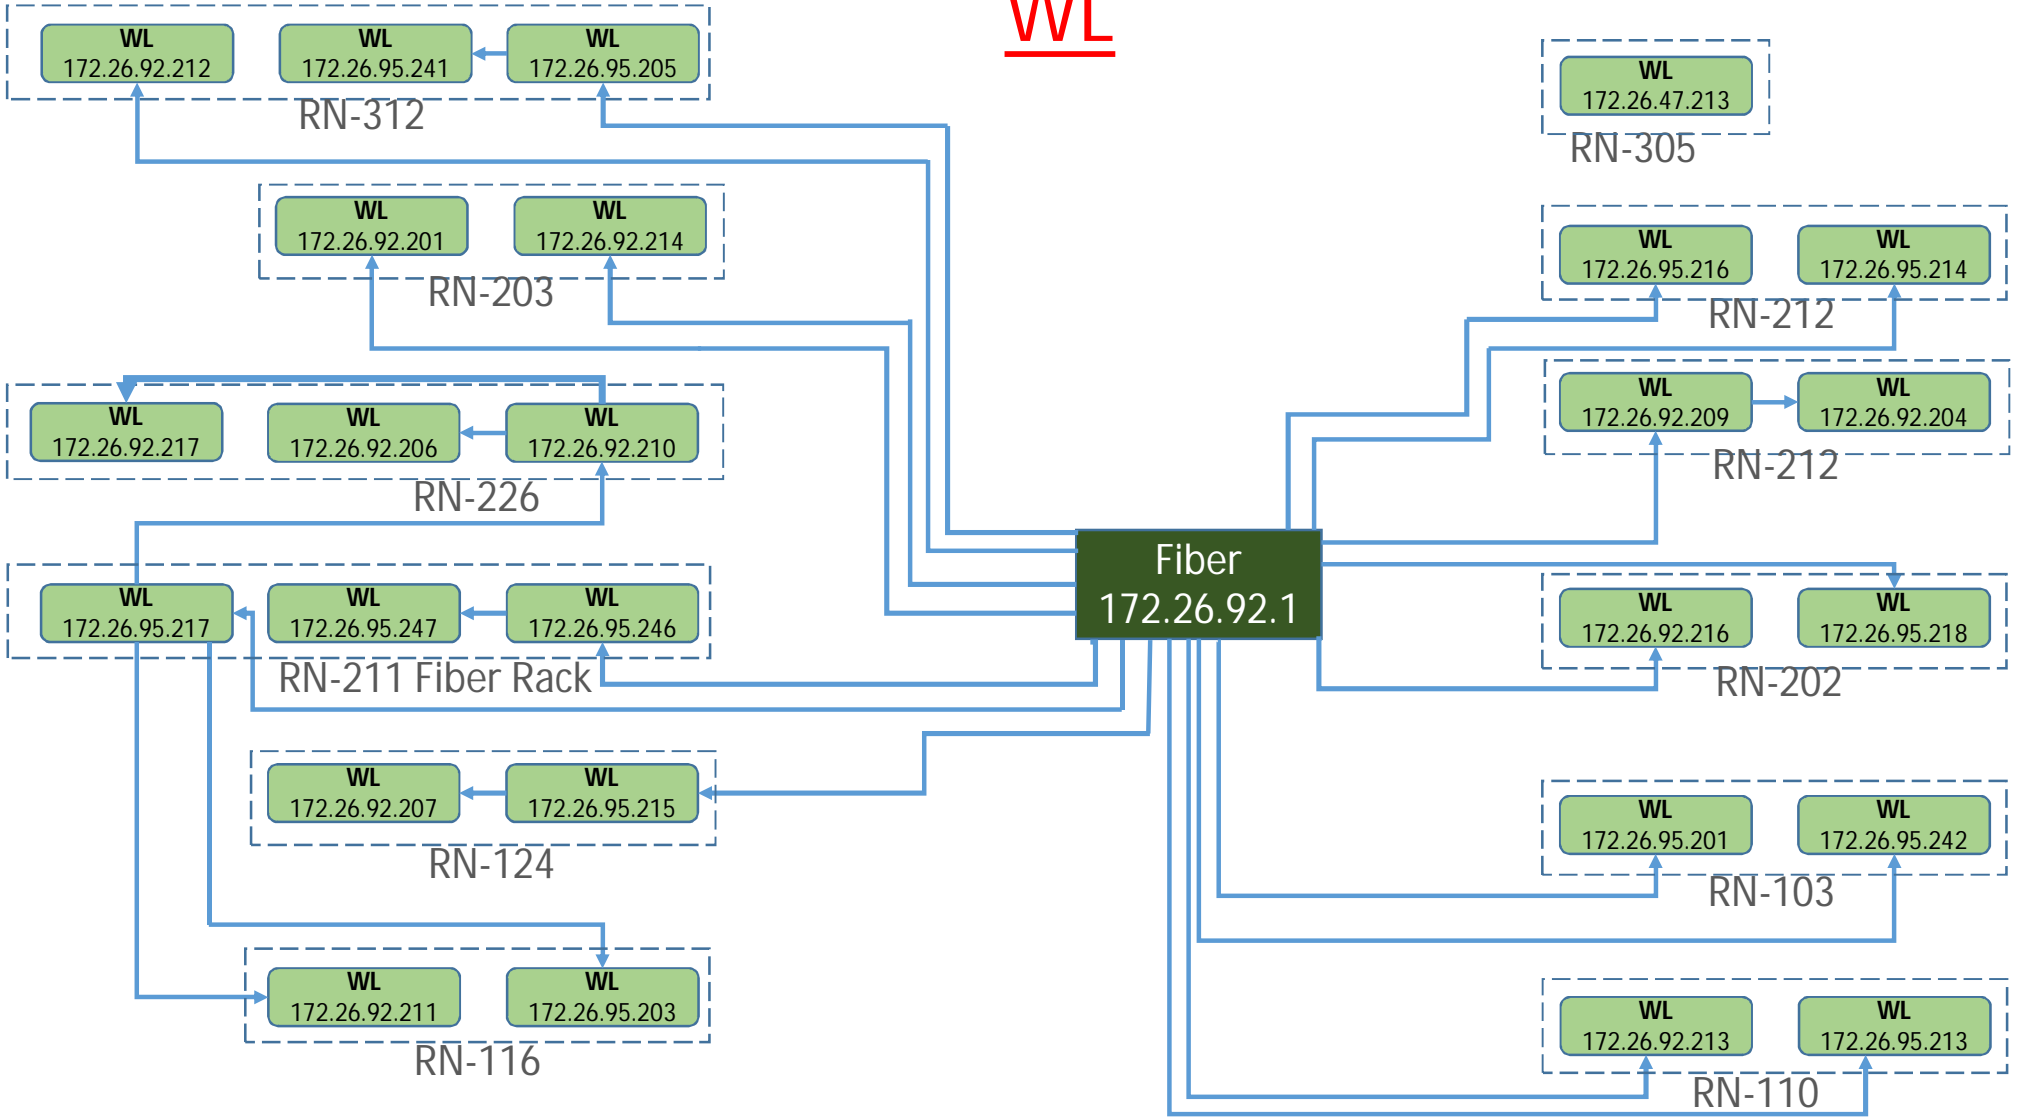 WL
WL
172.26.92.212
WL
172.26.95.241
WL
172.26.95.205
RN-312
WL
172.26.47.213
RN-305
WL
172.26.92.201
WL
172.26.92.214
RN-203
WL
172.26.95.216
WL
172.26.95.214
RN-212
WL
172.26.92.217
WL
172.26.92.206
WL
172.26.92.210
RN-226
WL
172.26.92.209
WL
172.26.92.204
RN-212
Fiber
172.26.92.1
WL
172.26.95.217
WL
172.26.95.247
WL
172.26.95.246
RN-211 Fiber Rack
WL
172.26.92.216
WL
172.26.95.218
RN-202
WL
172.26.92.207
WL
172.26.95.215
RN-124
WL
172.26.95.201
WL
172.26.95.242
RN-103
WL
172.26.92.211
WL
172.26.95.203
RN-116
WL
172.26.92.213
WL
172.26.95.213
RN-110